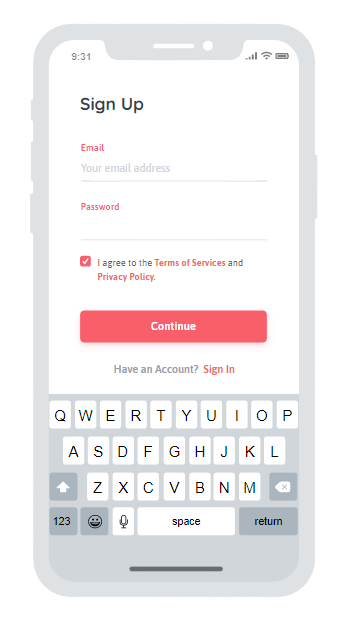 9:31
Sign Up
Email
Your email address
Password
I agree to the Terms of Services and
Privacy Policy.
Continue
Have an Account? Sign In
Q W E R T Y U I O P
A S D F G H J K L
Z X C V B N M
123 space return